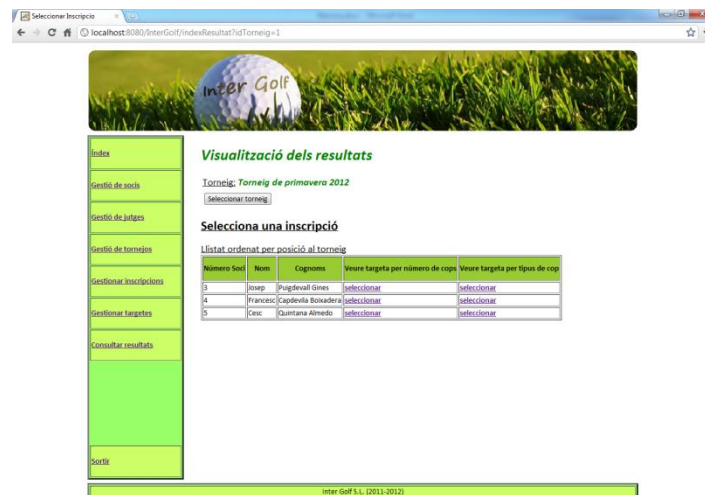 Seleccionar Inscripcio
localhost:8080/InterGolf/indexResultat?idTorneig=1
Inter Golf
Índex
Gestió de socis
Gestió de jutges
Gestió de tornejos
Gestionar inscripcions
Gestionar targetes
Consultar resultats
Sortir
Visualització dels resultats
Torneig: Torneig de primavera 2012
Seleccionar torneig
Selecciona una inscripció
Llistat ordenat per posició al torneig
Número Soci Nom Cognoms Veure targeta per número de cops Veure targeta per tipus de cop
3 Josep Puigdevall Gines seleccionar seleccionar
4 Francesc Capdevila Boixadera seleccionar seleccionar
5 Cesc Quintana Almedo seleccionar seleccionar
Inter Golf S.L. (2011-2012)